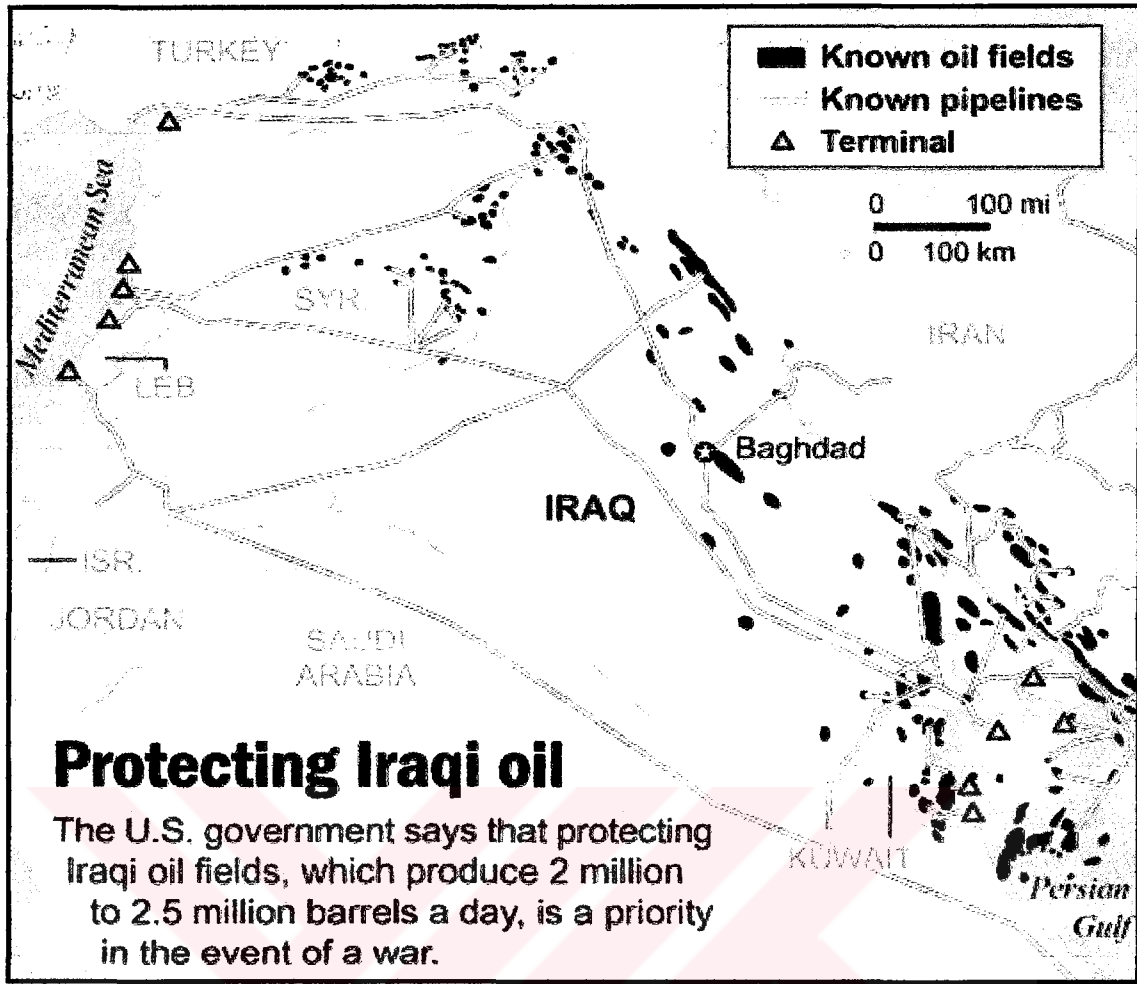 TURKEY
Known oil fields
Known pipelines
Terminal
0 100 mi
0 100 km
Mediterranean Sea
SYR.
IRAN
LEB
Baghdad
IRAQ
ISR.
JORDAN
SAUDI
ARABIA
KUWAIT
Persian
Gulf
Protecting Iraqi oil
The U.S. government says that protecting
Iraqi oil fields, which produce 2 million
to 2.5 million barrels a day, is a priority
in the event of a war.